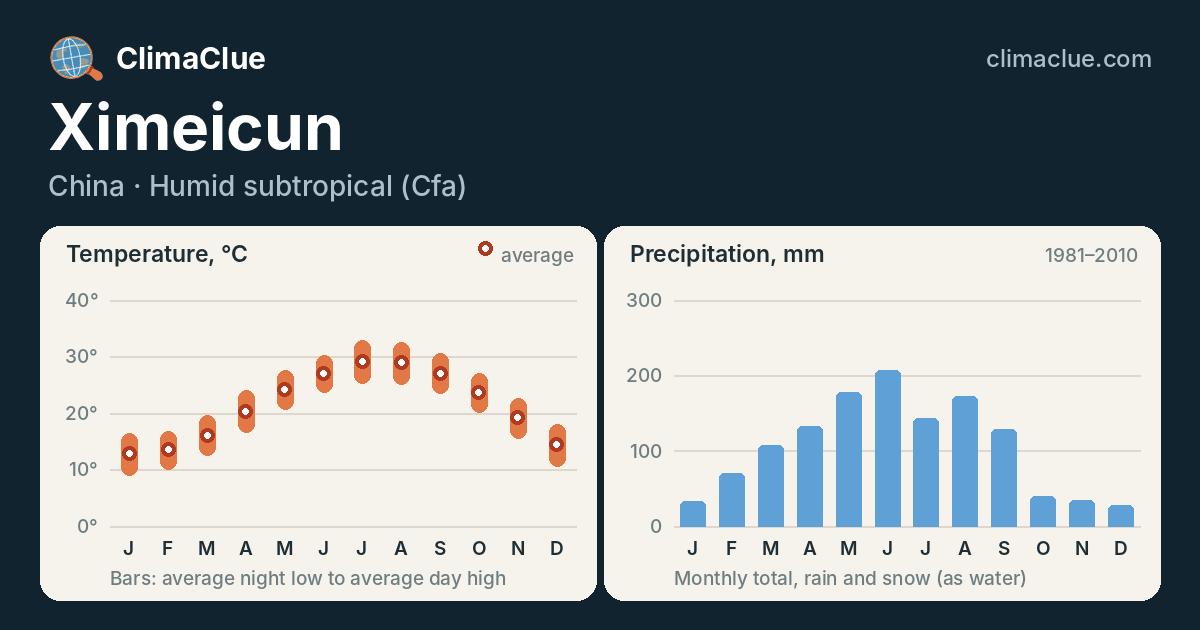 ClimaClue
climaclue.com
Ximeicun
China · Humid subtropical (Cfa)
Temperature, °C
average
40°
30°
20°
10°
0°
J F M A M J J A S O N D
Bars: average night low to average day high
Precipitation, mm
1981–2010
300
200
100
0
J F M A M J J A S O N D
Monthly total, rain and snow (as water)